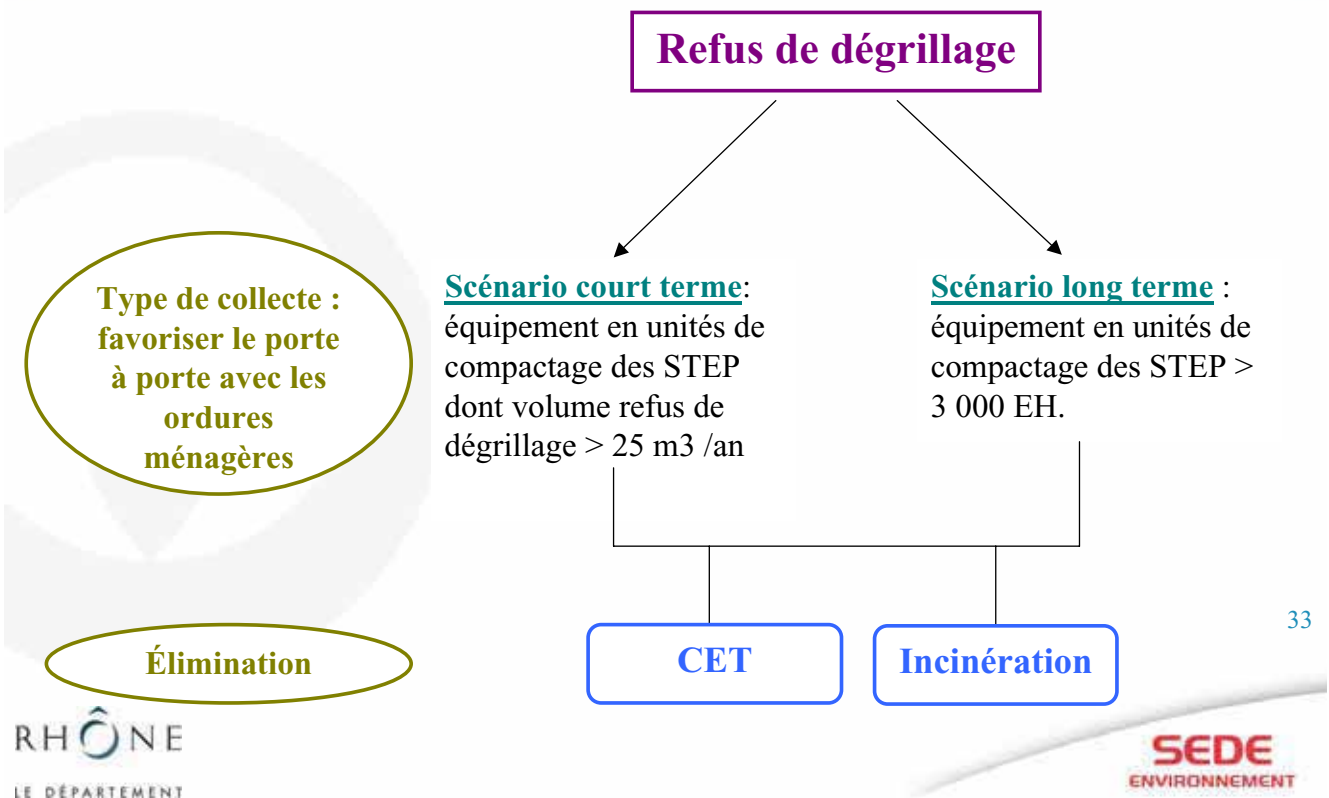 Refus de dégrillage
Type de collecte :
favoriser le porte
à porte avec les
ordures
ménagères
Scénario court terme:
équipement en unités de
compactage des STEP
dont volume refus de
dégrillage > 25 m3 /an
Scénario long terme :
équipement en unités de
compactage des STEP >
3 000 EH.
33
Élimination
CET
Incinération
RHÔNE
LE DÉPARTEMENT
SEDE
ENVIRONNEMENT